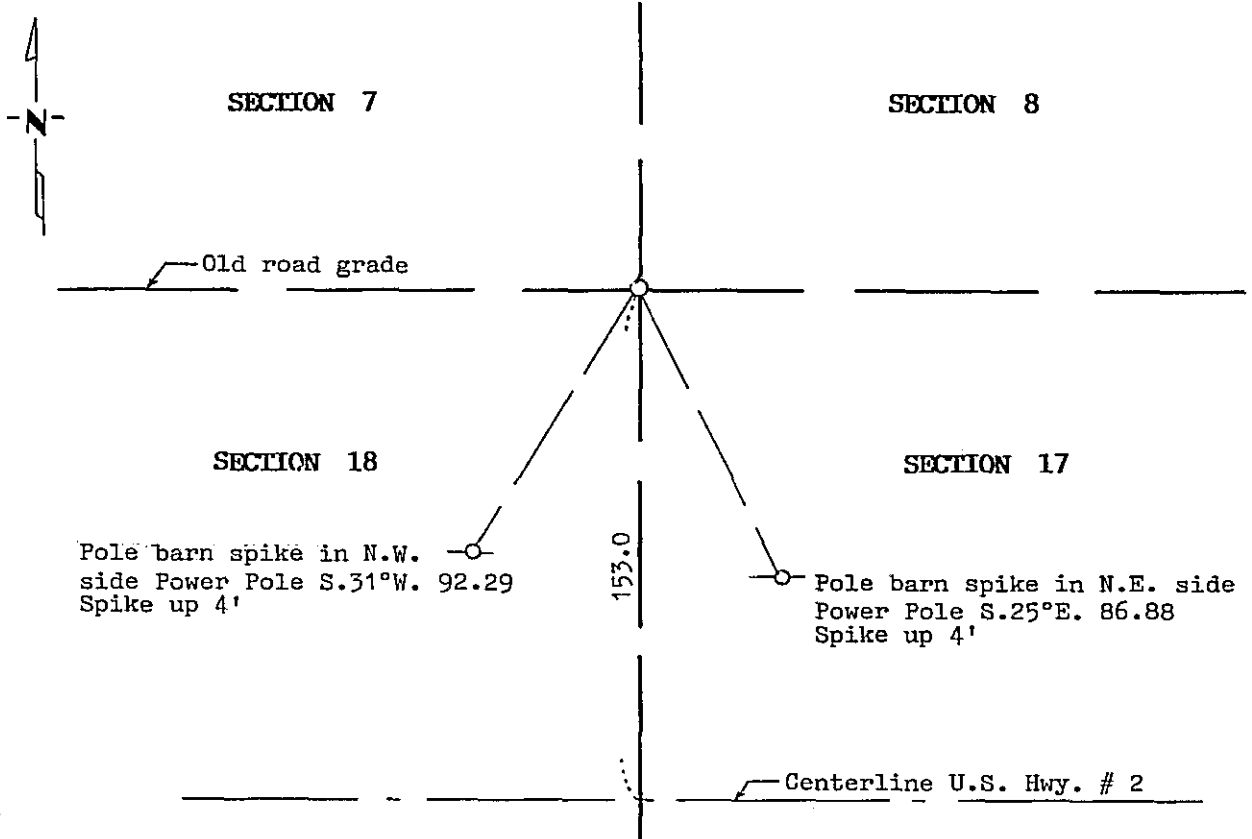 SECTION 7
SECTION 8
N
Old road grade
SECTION 18
SECTION 17
Pole barn spike in N.W.
side Power Pole S.31°W. 92.29
Spike up 4'
153.0
Pole barn spike in N.E. side
Power Pole S.25°E. 86.88
Spike up 4'
Centerline U.S. Hwy. # 2